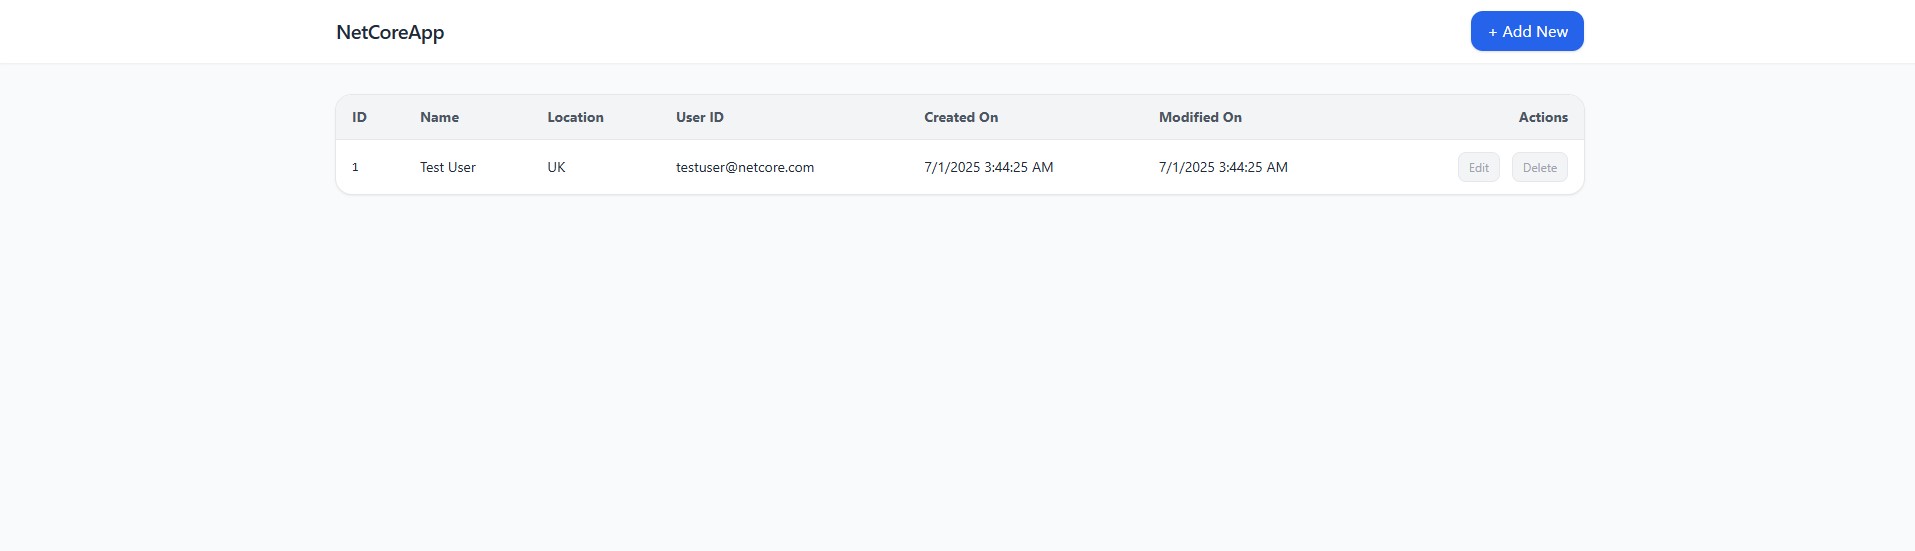 NetCoreApp
+ Add New
ID Name Location User ID Created On Modified On Actions
1 Test User UK testuser@netcore.com 7/1/2025 3:44:25 AM 7/1/2025 3:44:25 AM Edit Delete